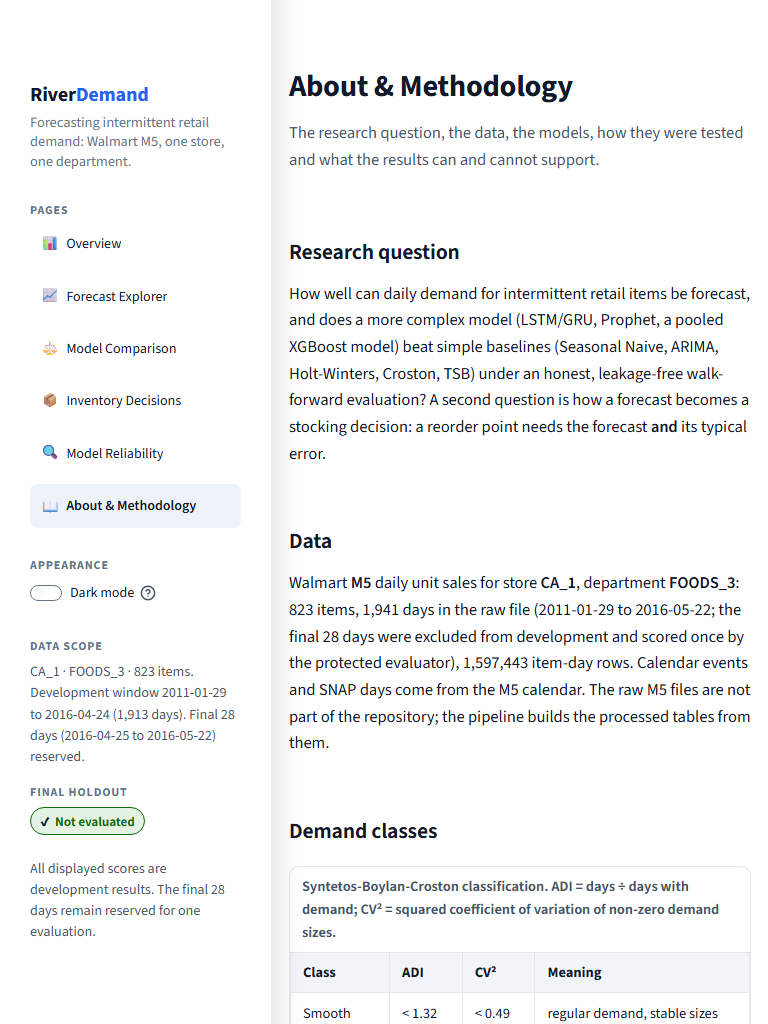 RiverDemand
Forecasting intermittent retail
demand: Walmart M5, one store,
one department.
PAGES
Overview
Forecast Explorer
Model Comparison
Inventory Decisions
Model Reliability
About & Methodology
APPEARANCE
Dark mode ?
DATA SCOPE
CA_1 · FOODS_3 · 823 items.
Development window 2011-01-29
to 2016-04-24 (1,913 days). Final 28
days (2016-04-25 to 2016-05-22)
reserved.
FINAL HOLDOUT
✓ Not evaluated
All displayed scores are
development results. The final 28
days remain reserved for one
evaluation.
About & Methodology
The research question, the data, the models, how they were tested
and what the results can and cannot support.
Research question
How well can daily demand for intermittent retail items be forecast,
and does a more complex model (LSTM/GRU, Prophet, a pooled
XGBoost model) beat simple baselines (Seasonal Naive, ARIMA,
Holt-Winters, Croston, TSB) under an honest, leakage-free walk-
forward evaluation? A second question is how a forecast becomes a
stocking decision: a reorder point needs the forecast and its typical
error.
Data
Walmart M5 daily unit sales for store CA_1, department FOODS_3:
823 items, 1,941 days in the raw file (2011-01-29 to 2016-05-22; the
final 28 days were excluded from development and scored once by
the protected evaluator), 1,597,443 item-day rows. Calendar events
and SNAP days come from the M5 calendar. The raw M5 files are not
part of the repository; the pipeline builds the processed tables from
them.
Demand classes
Syntetos-Boylan-Croston classification. ADI = days ÷ days with
demand; CV² = squared coefficient of variation of non-zero demand
sizes.
Class ADI CV² Meaning
Smooth < 1.32 < 0.49 regular demand, stable sizes